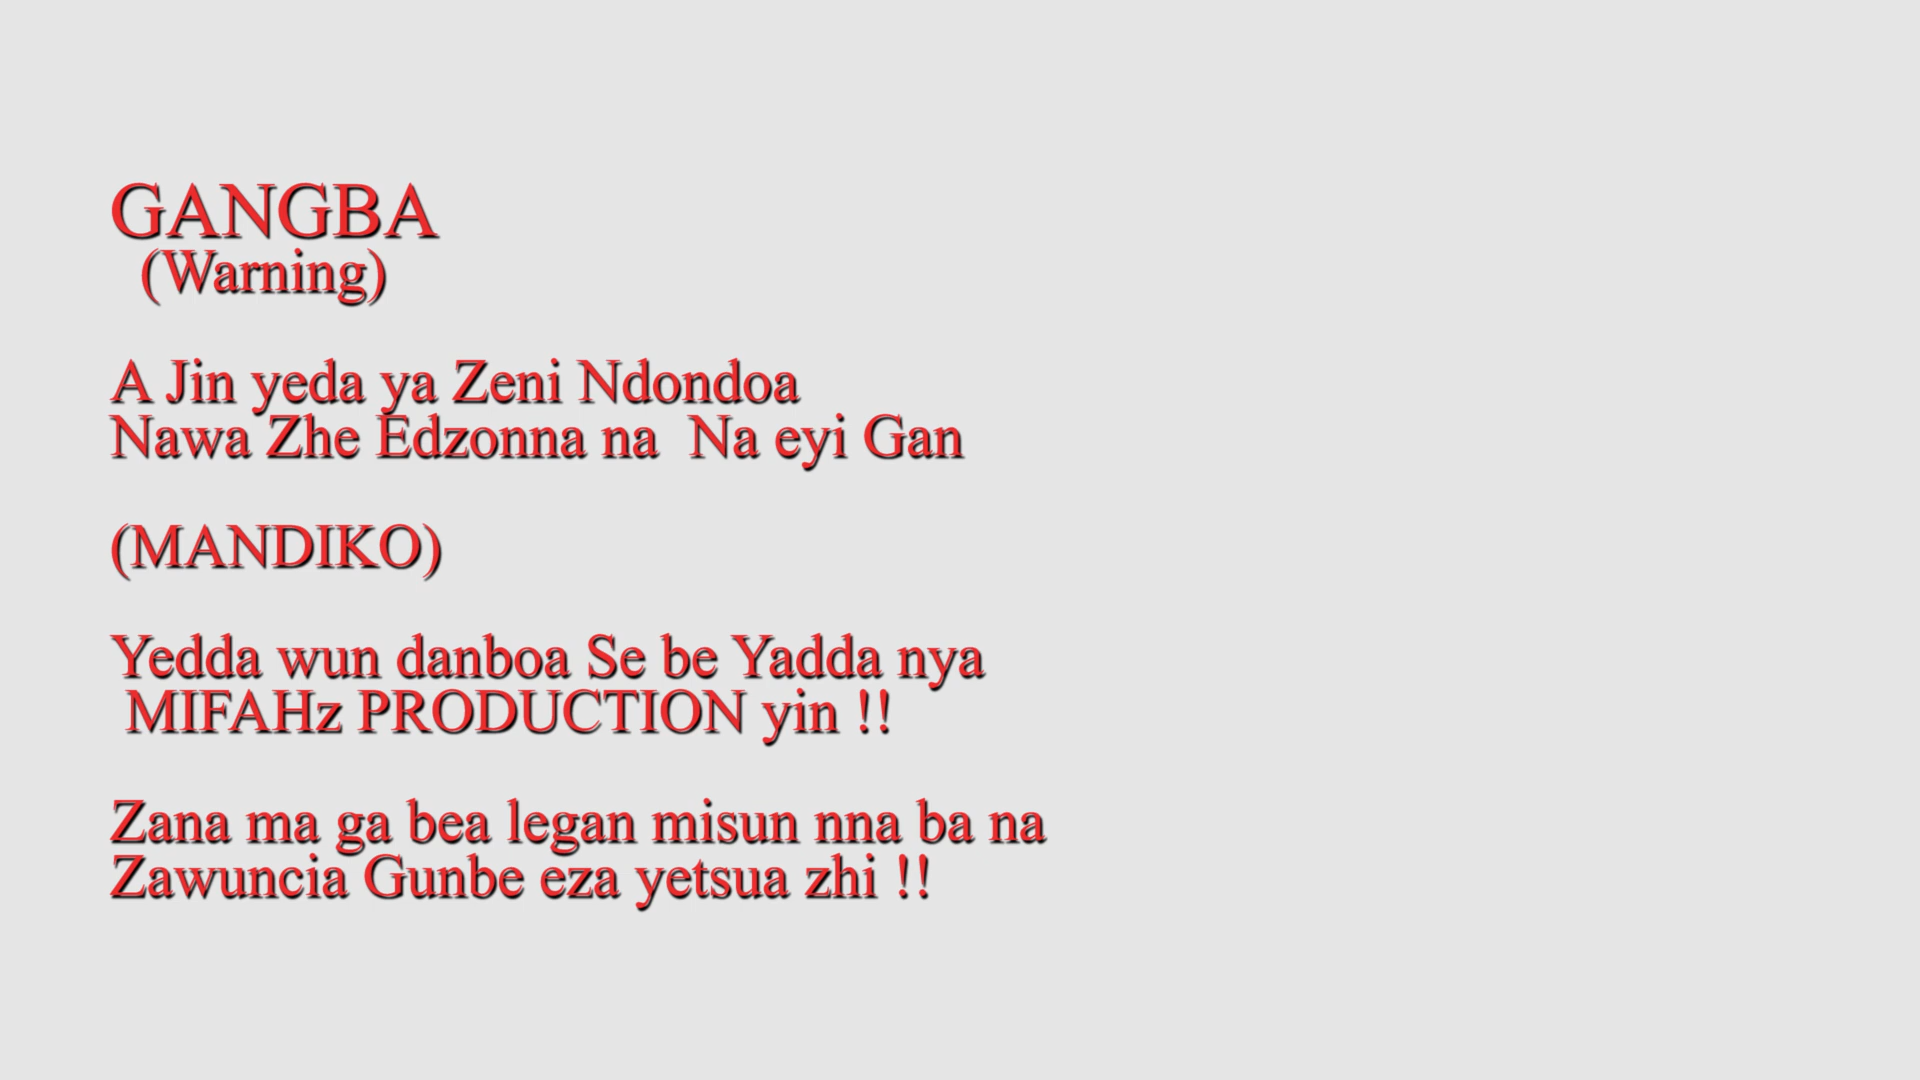 GANGBA
(Warning)
A Jin yeda ya Zeni Ndondoa
Nawa Zhe Edzonna na Na eyi Gan
(MANDIKO)
Yedda wun danboa Se be Yadda nya
MIFAHz PRODUCTION yin !!
Zana ma ga bea legan misun nna ba na
Zawuncia Gunbe eza yetsua zhi !!